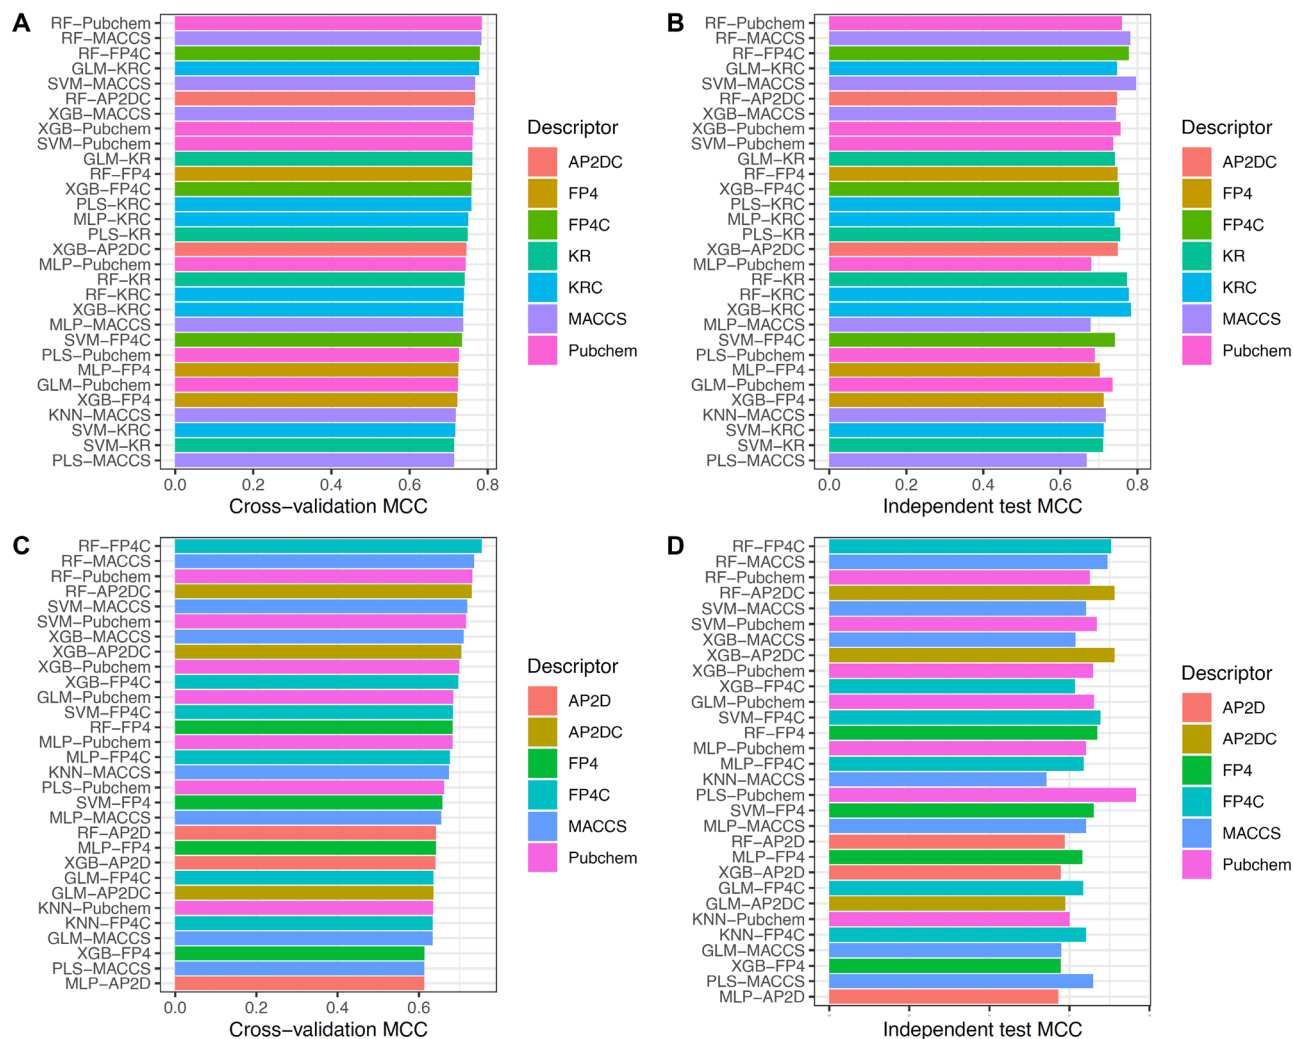 A
RF−Pubchem
RF−MACCS
RF−FP4C
GLM−KRC
SVM−MACCS
RF−AP2DC
XGB−MACCS
XGB−Pubchem
SVM−Pubchem
GLM−KR
RF−FP4
XGB−FP4C
PLS−KRC
MLP−KRC
PLS−KR
XGB−AP2DC
MLP−Pubchem
RF−KR
RF−KRC
XGB−KRC
MLP−MACCS
SVM−FP4C
PLS−Pubchem
MLP−FP4
GLM−Pubchem
XGB−FP4
KNN−MACCS
SVM−KRC
SVM−KR
PLS−MACCS
0.0 0.2 0.4 0.6 0.8
Cross−validation MCC
Descriptor
AP2DC
FP4
FP4C
KR
KRC
MACCS
Pubchem
B
RF−Pubchem
RF−MACCS
RF−FP4C
GLM−KRC
SVM−MACCS
RF−AP2DC
XGB−MACCS
XGB−Pubchem
SVM−Pubchem
GLM−KR
RF−FP4
XGB−FP4C
PLS−KRC
MLP−KRC
PLS−KR
XGB−AP2DC
MLP−Pubchem
RF−KR
RF−KRC
XGB−KRC
MLP−MACCS
SVM−FP4C
PLS−Pubchem
MLP−FP4
GLM−Pubchem
XGB−FP4
KNN−MACCS
SVM−KRC
SVM−KR
PLS−MACCS
0.0 0.2 0.4 0.6 0.8
Independent test MCC
Descriptor
AP2DC
FP4
FP4C
KR
KRC
MACCS
Pubchem
C
RF−FP4C
RF−MACCS
RF−Pubchem
RF−AP2DC
SVM−MACCS
SVM−Pubchem
XGB−MACCS
XGB−AP2DC
XGB−Pubchem
XGB−FP4C
GLM−Pubchem
SVM−FP4C
RF−FP4
MLP−Pubchem
MLP−FP4C
KNN−MACCS
PLS−Pubchem
SVM−FP4
MLP−MACCS
RF−AP2D
MLP−FP4
XGB−AP2D
GLM−FP4C
GLM−AP2DC
KNN−Pubchem
KNN−FP4C
GLM−MACCS
XGB−FP4
PLS−MACCS
MLP−AP2D
0.0 0.2 0.4 0.6
Cross−validation MCC
Descriptor
AP2D
AP2DC
FP4
FP4C
MACCS
Pubchem
D
RF−FP4C
RF−MACCS
RF−Pubchem
RF−AP2DC
SVM−MACCS
SVM−Pubchem
XGB−MACCS
XGB−AP2DC
XGB−Pubchem
XGB−FP4C
GLM−Pubchem
SVM−FP4C
RF−FP4
MLP−Pubchem
MLP−FP4C
KNN−MACCS
PLS−Pubchem
SVM−FP4
MLP−MACCS
RF−AP2D
MLP−FP4
XGB−AP2D
GLM−FP4C
GLM−AP2DC
KNN−Pubchem
KNN−FP4C
GLM−MACCS
XGB−FP4
PLS−MACCS
MLP−AP2D
Independent test MCC
Descriptor
AP2D
AP2DC
FP4
FP4C
MACCS
Pubchem